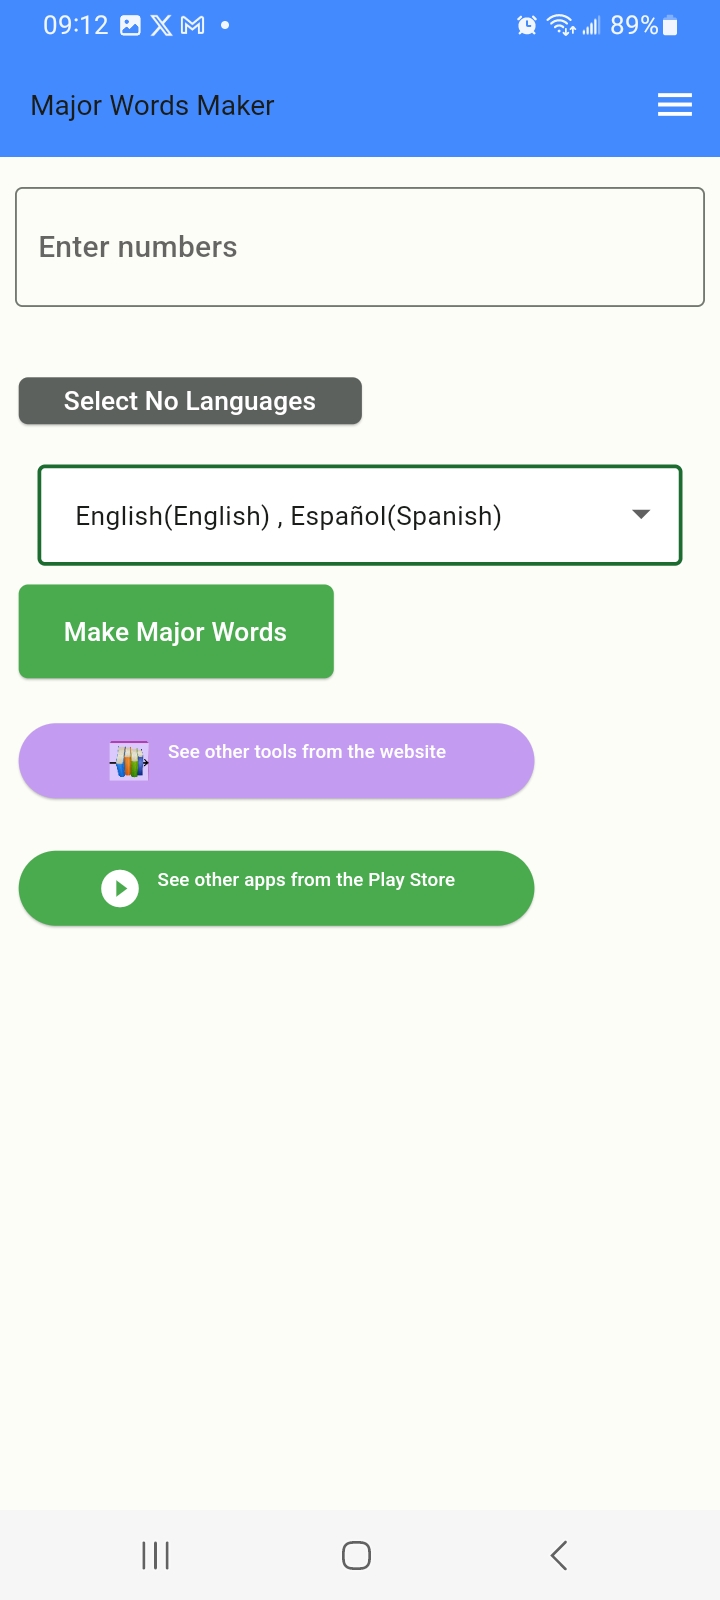 09:12
89%
Major Words Maker
Enter numbers
Select No Languages
English(English) , Español(Spanish)
Make Major Words
See other tools from the website
See other apps from the Play Store